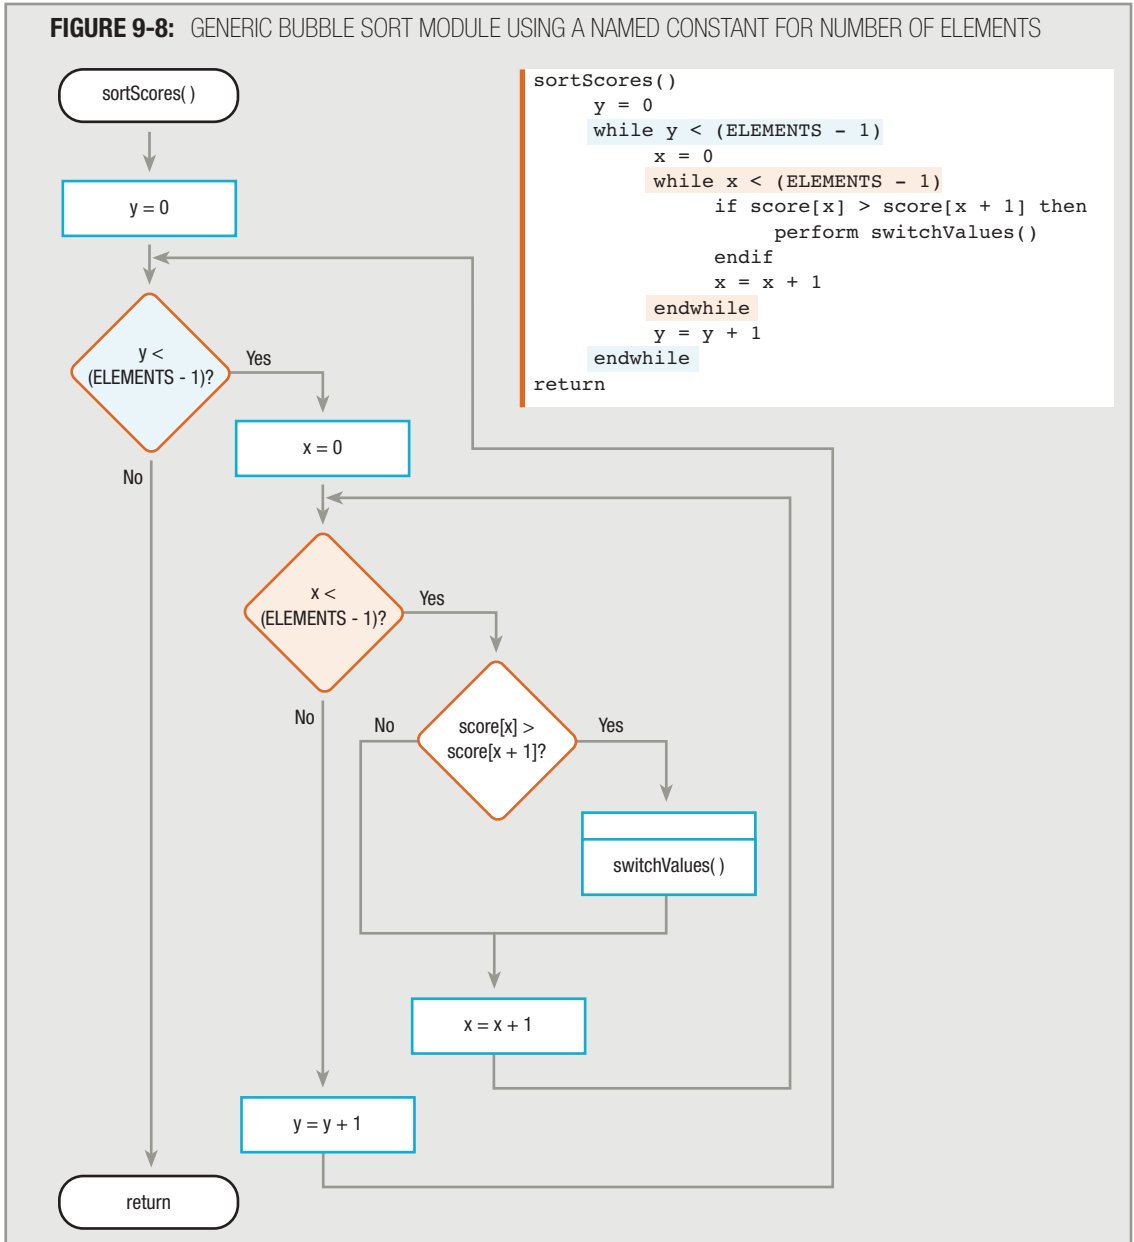 FIGURE 9-8: GENERIC BUBBLE SORT MODULE USING A NAMED CONSTANT FOR NUMBER OF ELEMENTS
sortScores( )
y = 0
y <
(ELEMENTS - 1)?
Yes
No
x = 0
x <
(ELEMENTS - 1)?
Yes
No
score[x] >
score[x + 1]?
No
Yes
switchValues( )
x = x + 1
y = y + 1
return
sortScores()
y = 0
while y < (ELEMENTS - 1)
x = 0
while x < (ELEMENTS - 1)
if score[x] > score[x + 1] then
perform switchValues()
endif
x = x + 1
endwhile
y = y + 1
endwhile
return